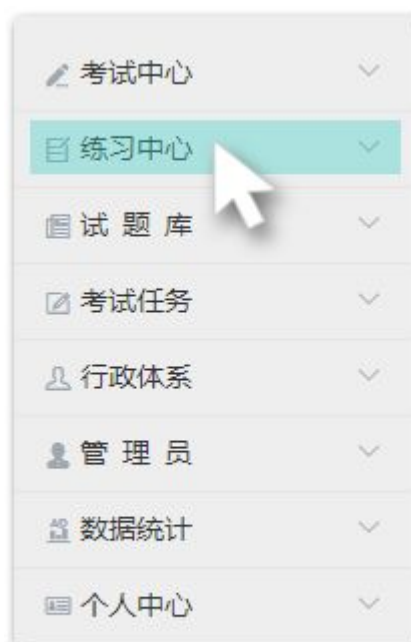 考试中心
练习中心
试 题 库
考试任务
行政体系
管 理 员
数据统计
个人中心